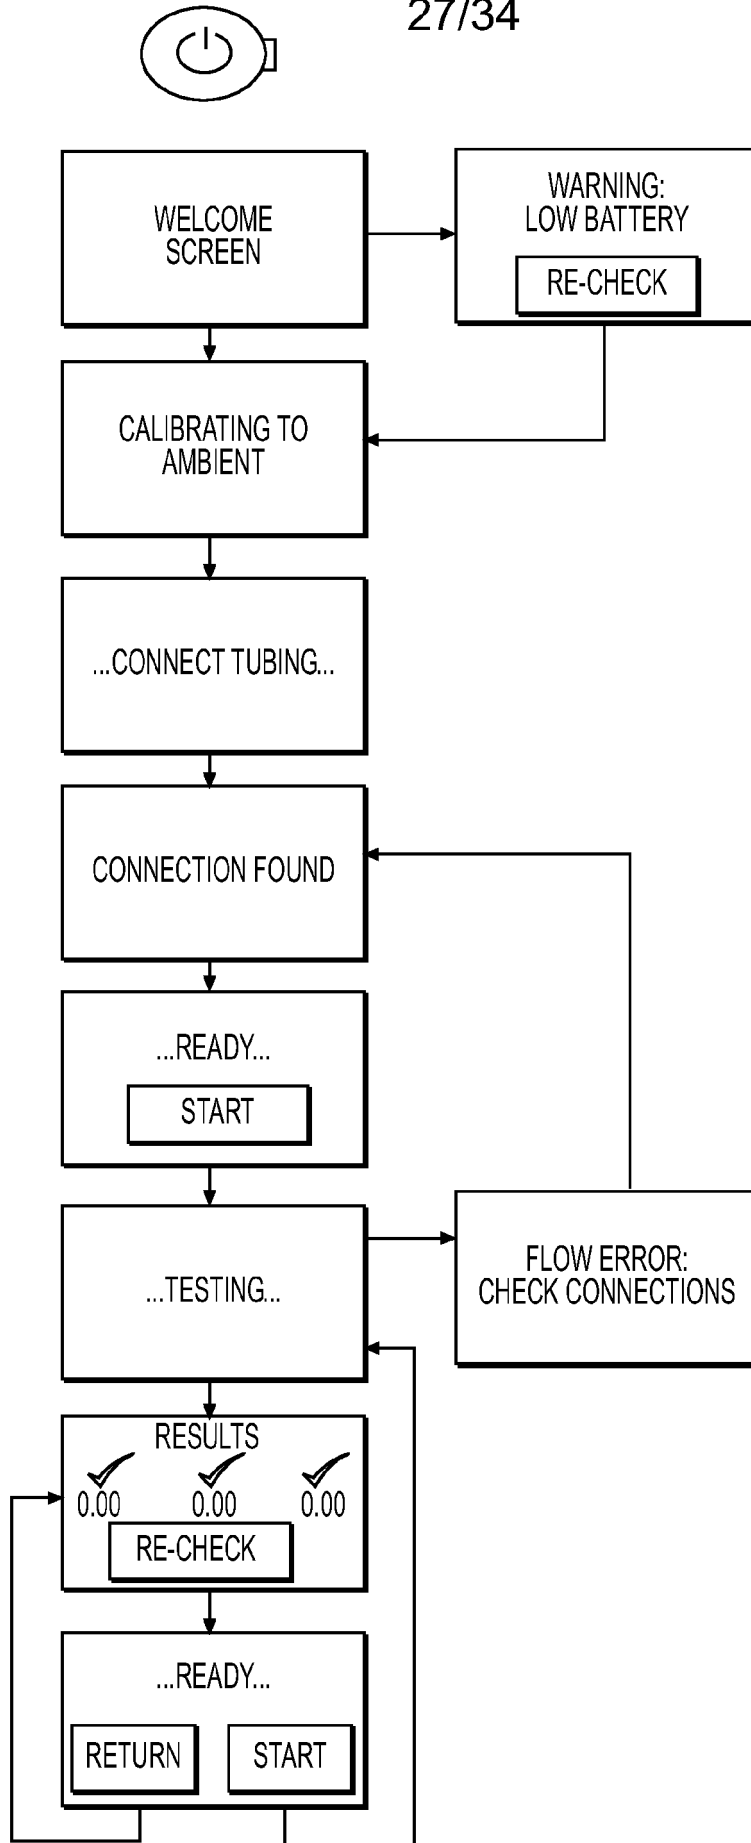 27/34
WELCOME
SCREEN
WARNING:
LOW BATTERY
RE-CHECK
CALIBRATING TO
AMBIENT
...CONNECT TUBING...
CONNECTION FOUND
...READY...
START
...TESTING...
FLOW ERROR:
CHECK CONNECTIONS
RESULTS
0.00 0.00 0.00
RE-CHECK
...READY...
RETURN START